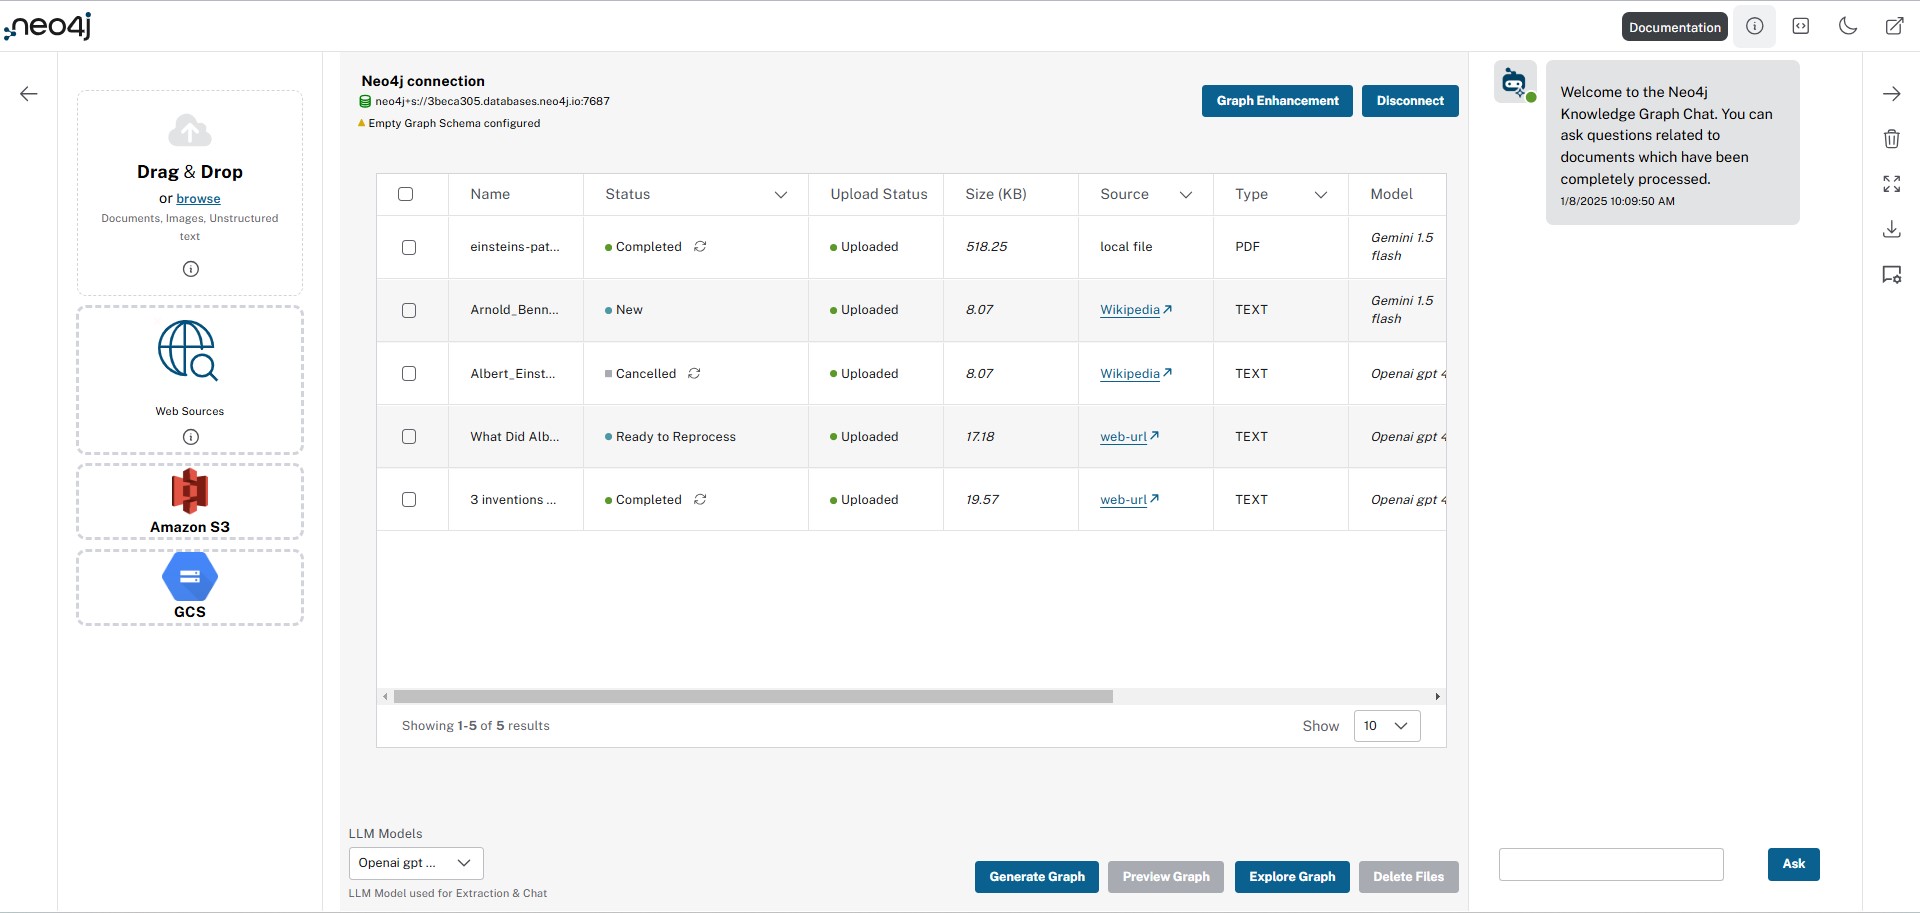 neo4j
Documentation
Drag & Drop
or browse
Documents, Images, Unstructured
text
Web Sources
Amazon S3
GCS
Neo4j connection
neo4j+s://3beca305.databases.neo4j.io:7687
Empty Graph Schema configured
Graph Enhancement
Disconnect
Name Status Upload Status Size (KB) Source Type Model
einsteins-pat... Completed Uploaded 518.25 local file PDF Gemini 1.5
flash
Arnold_Benn... New Uploaded 8.07 Wikipedia TEXT Gemini 1.5
flash
Albert_Einst... Cancelled Uploaded 8.07 Wikipedia TEXT Openai gpt 4
What Did Alb... Ready to Reprocess Uploaded 17.18 web-url TEXT Openai gpt 4
3 inventions ... Completed Uploaded 19.57 web-url TEXT Openai gpt 4
Showing 1-5 of 5 results
Show 10
LLM Models
Openai gpt ...
LLM Model used for Extraction & Chat
Generate Graph
Preview Graph
Explore Graph
Delete Files
Welcome to the Neo4j
Knowledge Graph Chat. You can
ask questions related to
documents which have been
completely processed.
1/8/2025 10:09:50 AM
Ask